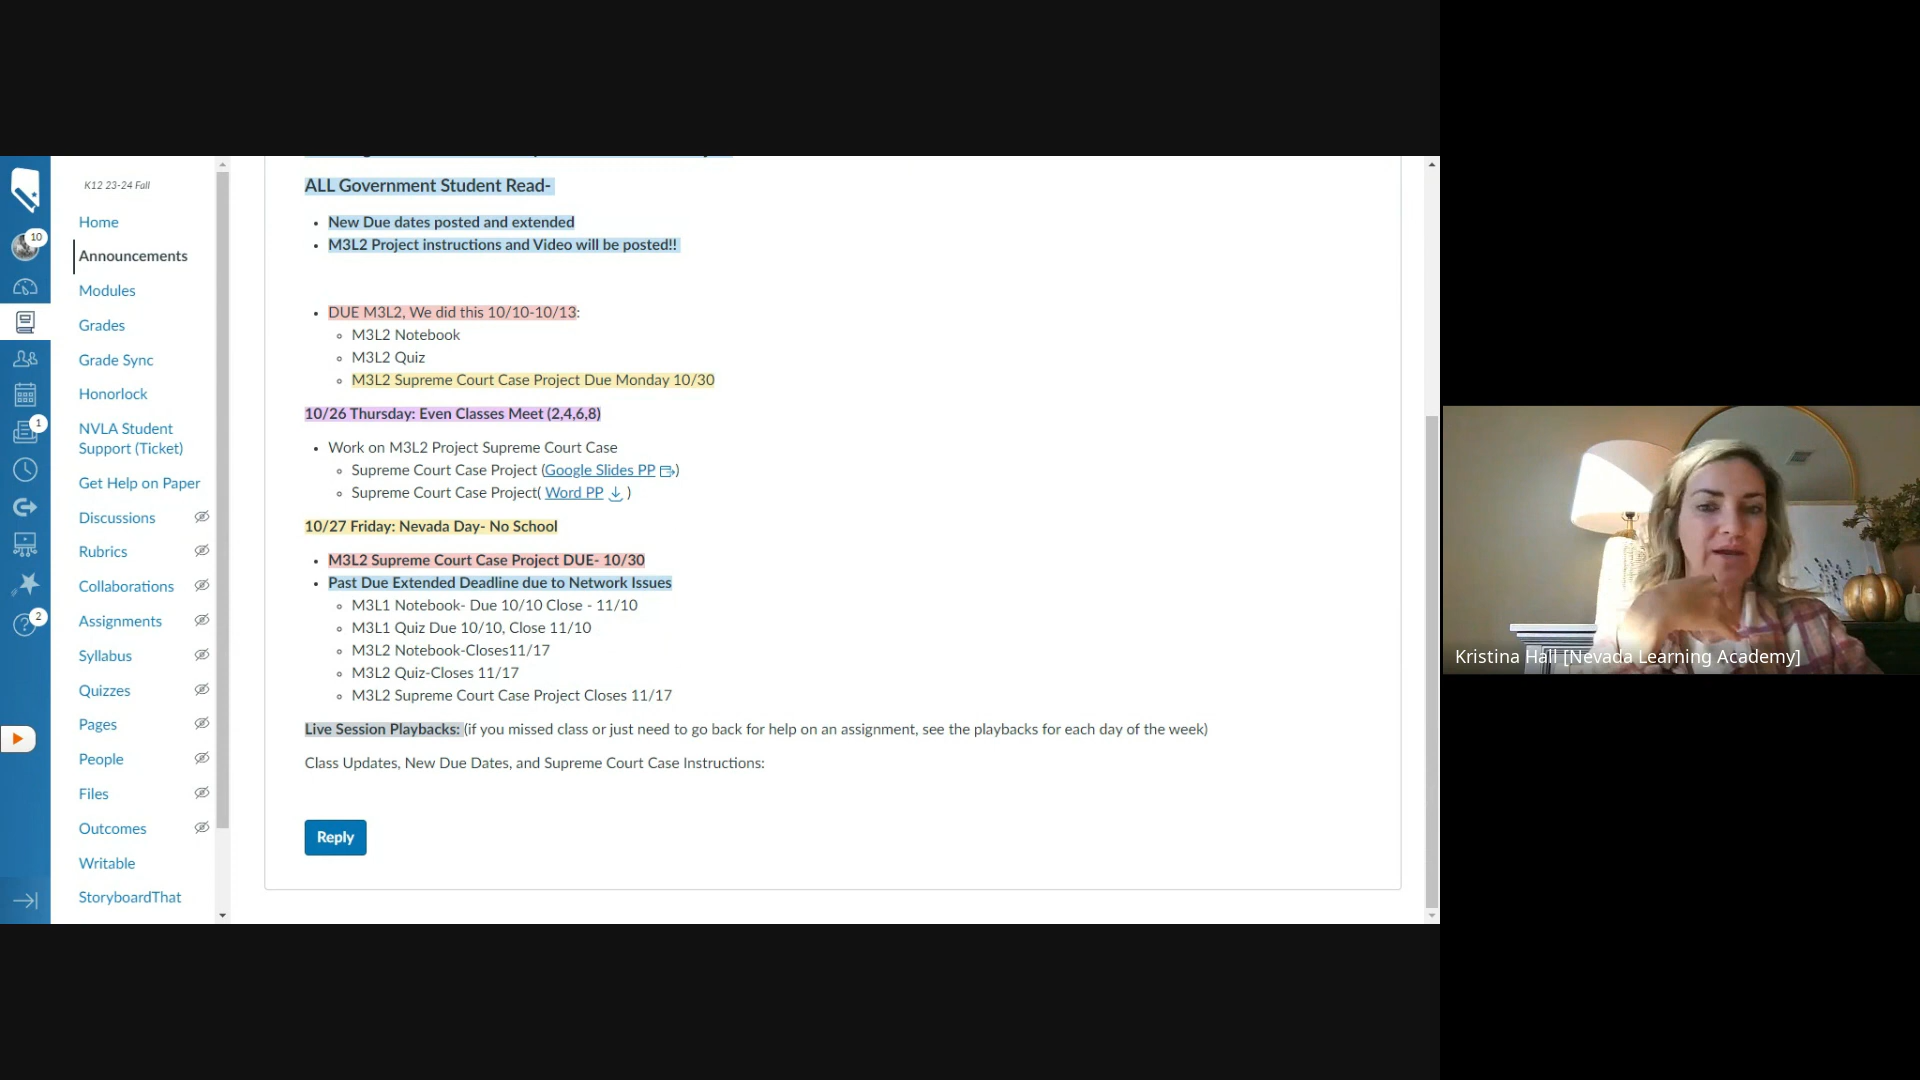 K12 23-24 Fall
10
1
2
Home
Announcements
Modules
Grades
Grade Sync
Honorlock
NVLA Student
Support (Ticket)
Get Help on Paper
Discussions
Rubrics
Collaborations
Assignments
Syllabus
Quizzes
Pages
People
Files
Outcomes
Writable
StoryboardThat
ALL Government Student Read-
New Due dates posted and extended
M3L2 Project instructions and Video will be posted!!
DUE M3L2, We did this 10/10-10/13:
M3L2 Notebook
M3L2 Quiz
M3L2 Supreme Court Case Project Due Monday 10/30
10/26 Thursday: Even Classes Meet (2,4,6,8)
Work on M3L2 Project Supreme Court Case
Supreme Court Case Project (Google Slides PP)
Supreme Court Case Project( Word PP )
10/27 Friday: Nevada Day- No School
M3L2 Supreme Court Case Project DUE- 10/30
Past Due Extended Deadline due to Network Issues
M3L1 Notebook- Due 10/10 Close - 11/10
M3L1 Quiz Due 10/10, Close 11/10
M3L2 Notebook-Closes11/17
M3L2 Quiz-Closes 11/17
M3L2 Supreme Court Case Project Closes 11/17
Live Session Playbacks: (if you missed class or just need to go back for help on an assignment, see the playbacks for each day of the week)
Class Updates, New Due Dates, and Supreme Court Case Instructions:
Reply
Kristina Hall [Nevada Learning Academy]